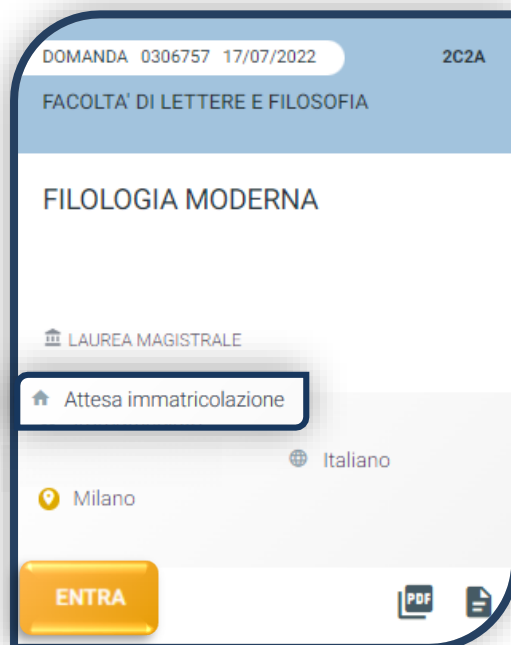 DOMANDA 0306757 17/07/2022 2C2A
FACOLTA' DI LETTERE E FILOSOFIA
FILOLOGIA MODERNA
LAUREA MAGISTRALE
Attesa immatricolazione
Italiano
Milano
ENTRA PDF